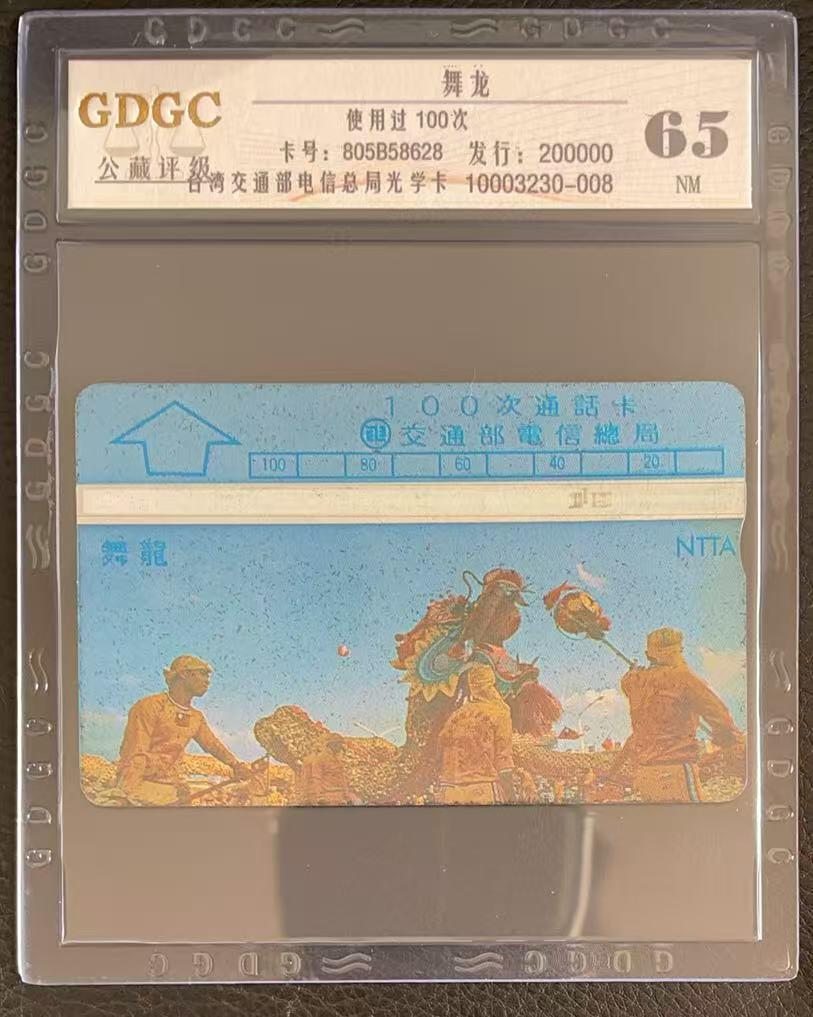 舞龙
GDGC
使用过100次
65
卡号：805B58628 发行：200000
公藏评级
台湾交通部电信总局光学卡 10003230-008
NM
100次通話卡
交通部電信總局
100 80 60 40 20
舞龍
NTTA